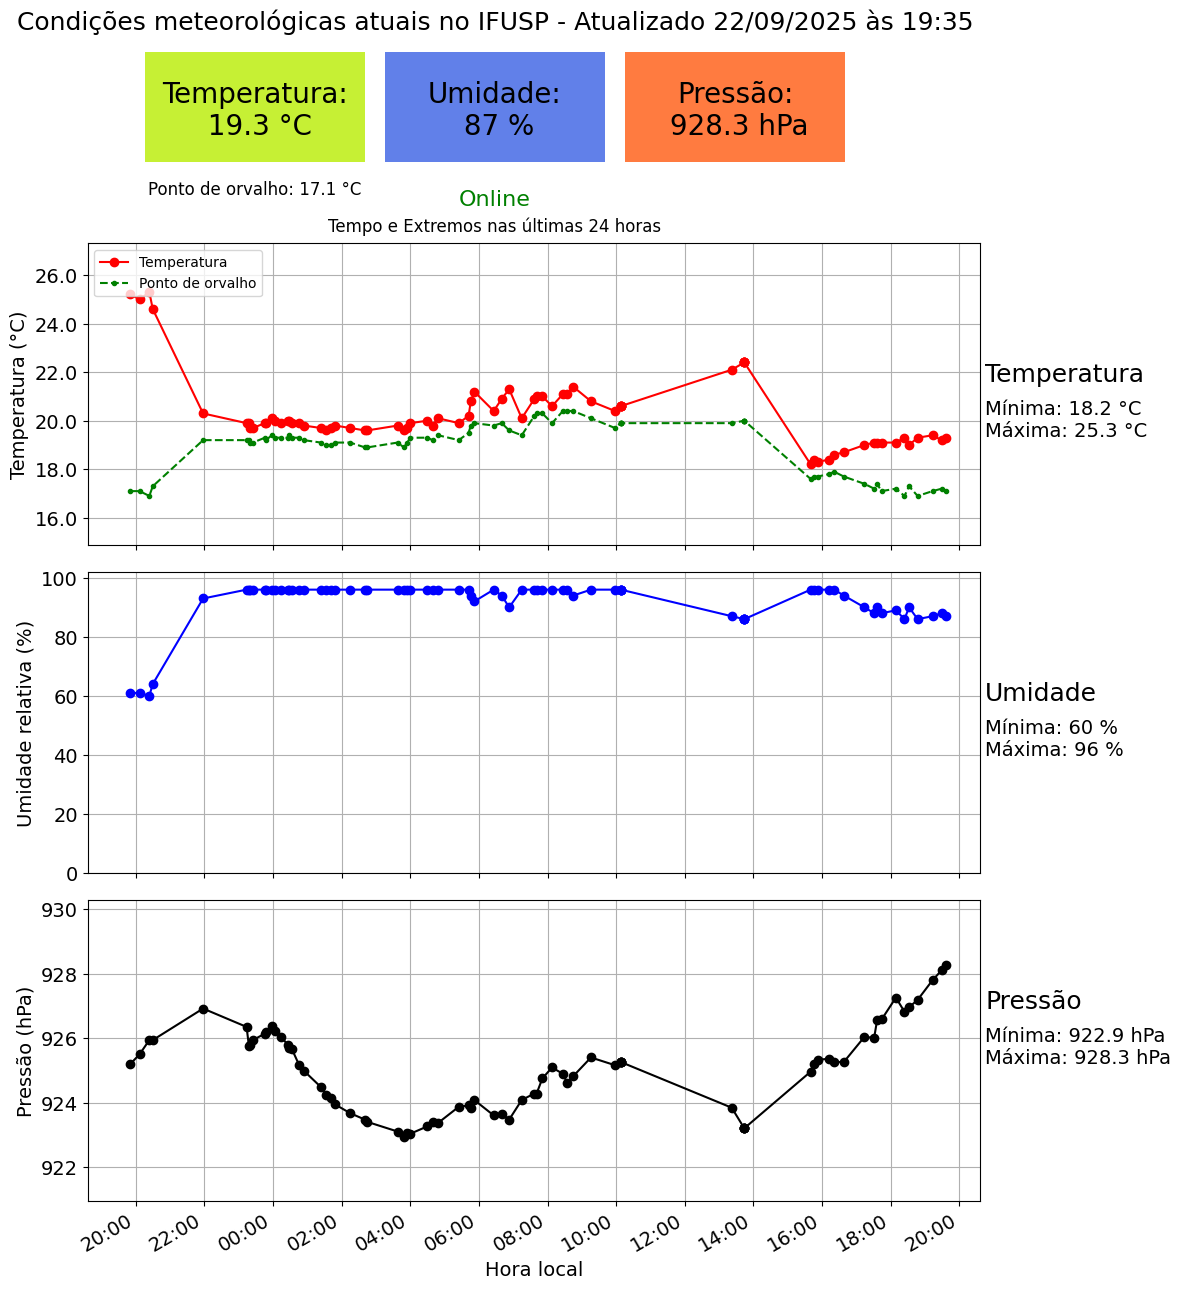 Condições meteorológicas atuais no IFUSP - Atualizado 22/09/2025 às 19:35
Temperatura:
19.3 °C
Umidade:
87 %
Pressão:
928.3 hPa
Ponto de orvalho: 17.1 °C
Online
Tempo e Extremos nas últimas 24 horas
Temperatura
Ponto de orvalho
Temperatura (°C)
26.0
24.0
22.0
20.0
18.0
16.0
Temperatura
Mínima: 18.2 °C
Máxima: 25.3 °C
Umidade relativa (%)
100
80
60
40
20
0
Umidade
Mínima: 60 %
Máxima: 96 %
Pressão (hPa)
930
928
926
924
922
Pressão
Mínima: 922.9 hPa
Máxima: 928.3 hPa
20:00 22:00 00:00 02:00 04:00 06:00 08:00 10:00 12:00 14:00 16:00 18:00 20:00
Hora local